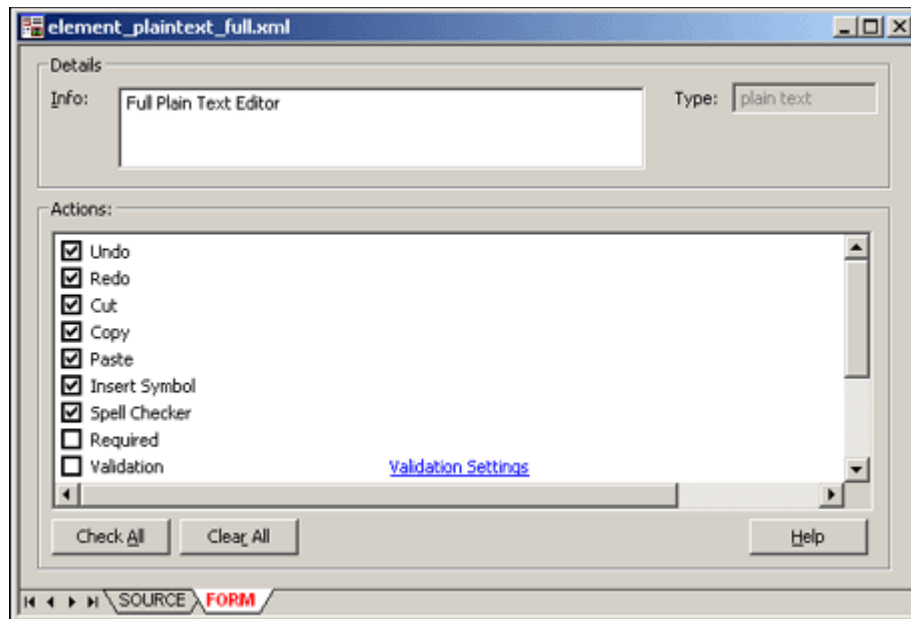 element_plaintext_full.xml
Details
Info:
Full Plain Text Editor
Type:
plain text
Actions:
Undo
Redo
Cut
Copy
Paste
Insert Symbol
Spell Checker
Required
Validation Validation Settings
Check All Clear All Help
SOURCE FORM